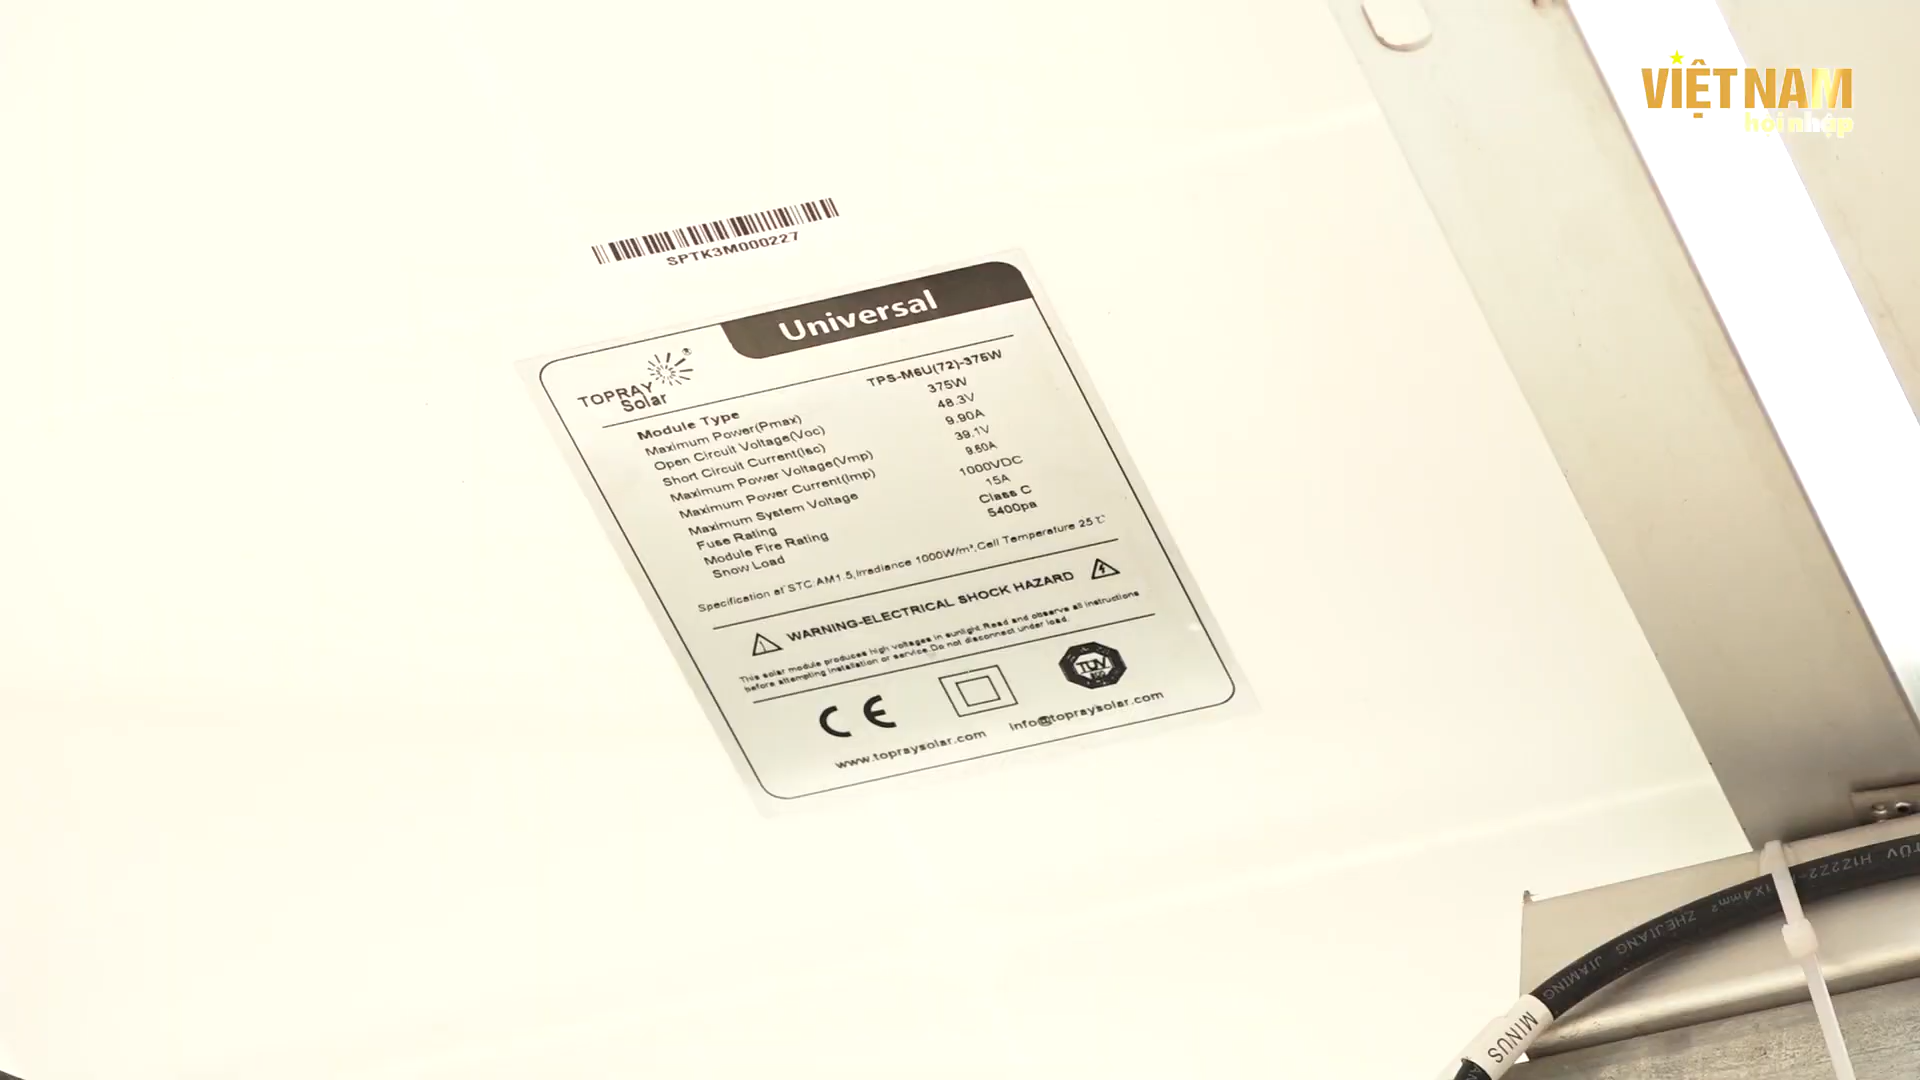 VIỆT NAM
hội nhập
SPTK3M000227
Universal
TOPRAY
Solar
Module Type TPS-M6U(72)-375W
Maximum Power(Pmax) 375W
Open Circuit Voltage(Voc) 48.3V
Short Circuit Current(Isc) 9.90A
Maximum Power Voltage(Vmp) 39.1V
Maximum Power Current(Imp) 9.60A
Maximum System Voltage 1000VDC
Fuse Rating 15A
Module Fire Rating Class C
Snow Load 5400pa
Specification at STC:AM1.5,Irradiance 1000W/m²,Cell Temperature 25℃
WARNING-ELECTRICAL SHOCK HAZARD
This solar module produces high voltages in sunlight.Read and observe all instructions
before attempting installation or service.Do not disconnect under load.
CE
TÜV
www.topraysolar.com info@topraysolar.com
TÜV H1Z2Z2- 1X4mm² ZHEJIANG JIAMING
MINUS